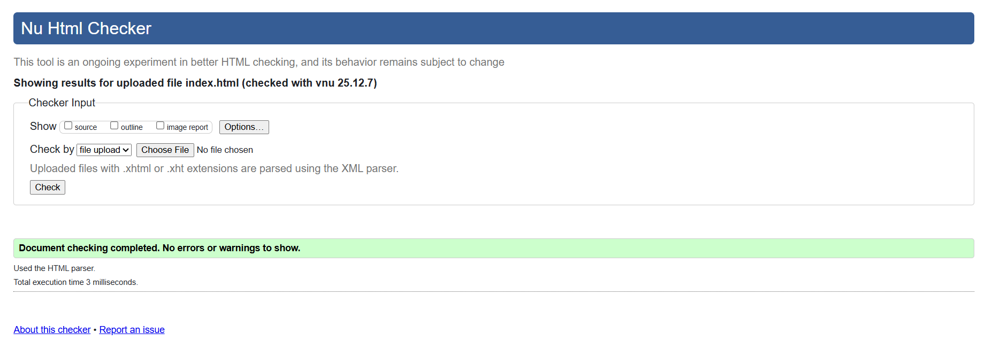 Nu Html Checker
This tool is an ongoing experiment in better HTML checking, and its behavior remains subject to change
Showing results for uploaded file index.html (checked with vnu 25.12.7)
Checker Input
Show source outline image report Options...
Check by file upload Choose File No file chosen
Uploaded files with .xhtml or .xht extensions are parsed using the XML parser.
Check
Document checking completed. No errors or warnings to show.
Used the HTML parser.
Total execution time 3 milliseconds.
About this checker • Report an issue